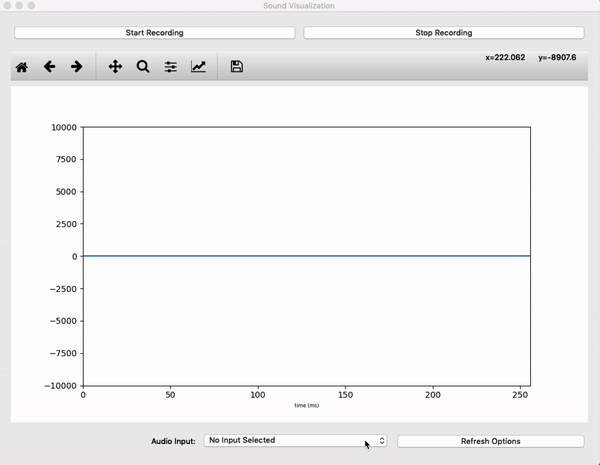 Sound Visualization
Start Recording Stop Recording
x=222.062 y=-8907.6
10000
7500
5000
2500
0
−2500
−5000
−7500
−10000
0 50 100 150 200 250
time (ms)
Audio Input: No Input Selected Refresh Options